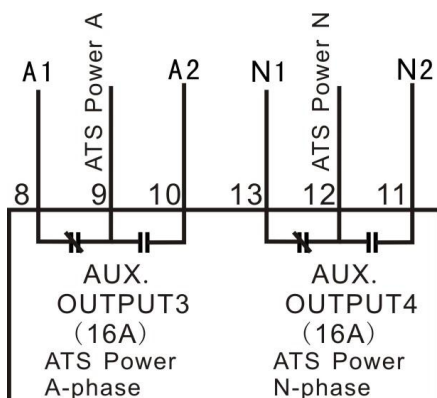 A1 ATS Power A A2 N1 ATS Power N N2
8 9 10 13 12 11
AUX. AUX.
OUTPUT3 OUTPUT4
(16A) (16A)
ATS Power ATS Power
A-phase N-phase